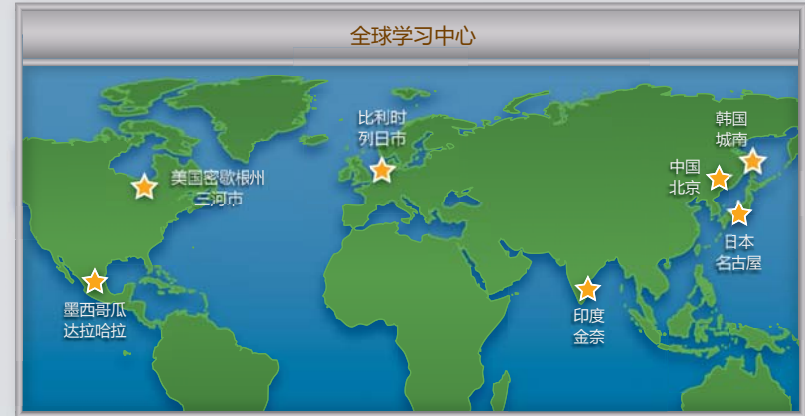 全球学习中心
比利时
列日市
韩国
城南
美国密歇根州
三河市
中国
北京
日本
名古屋
墨西哥瓜
达拉哈拉
印度
金奈